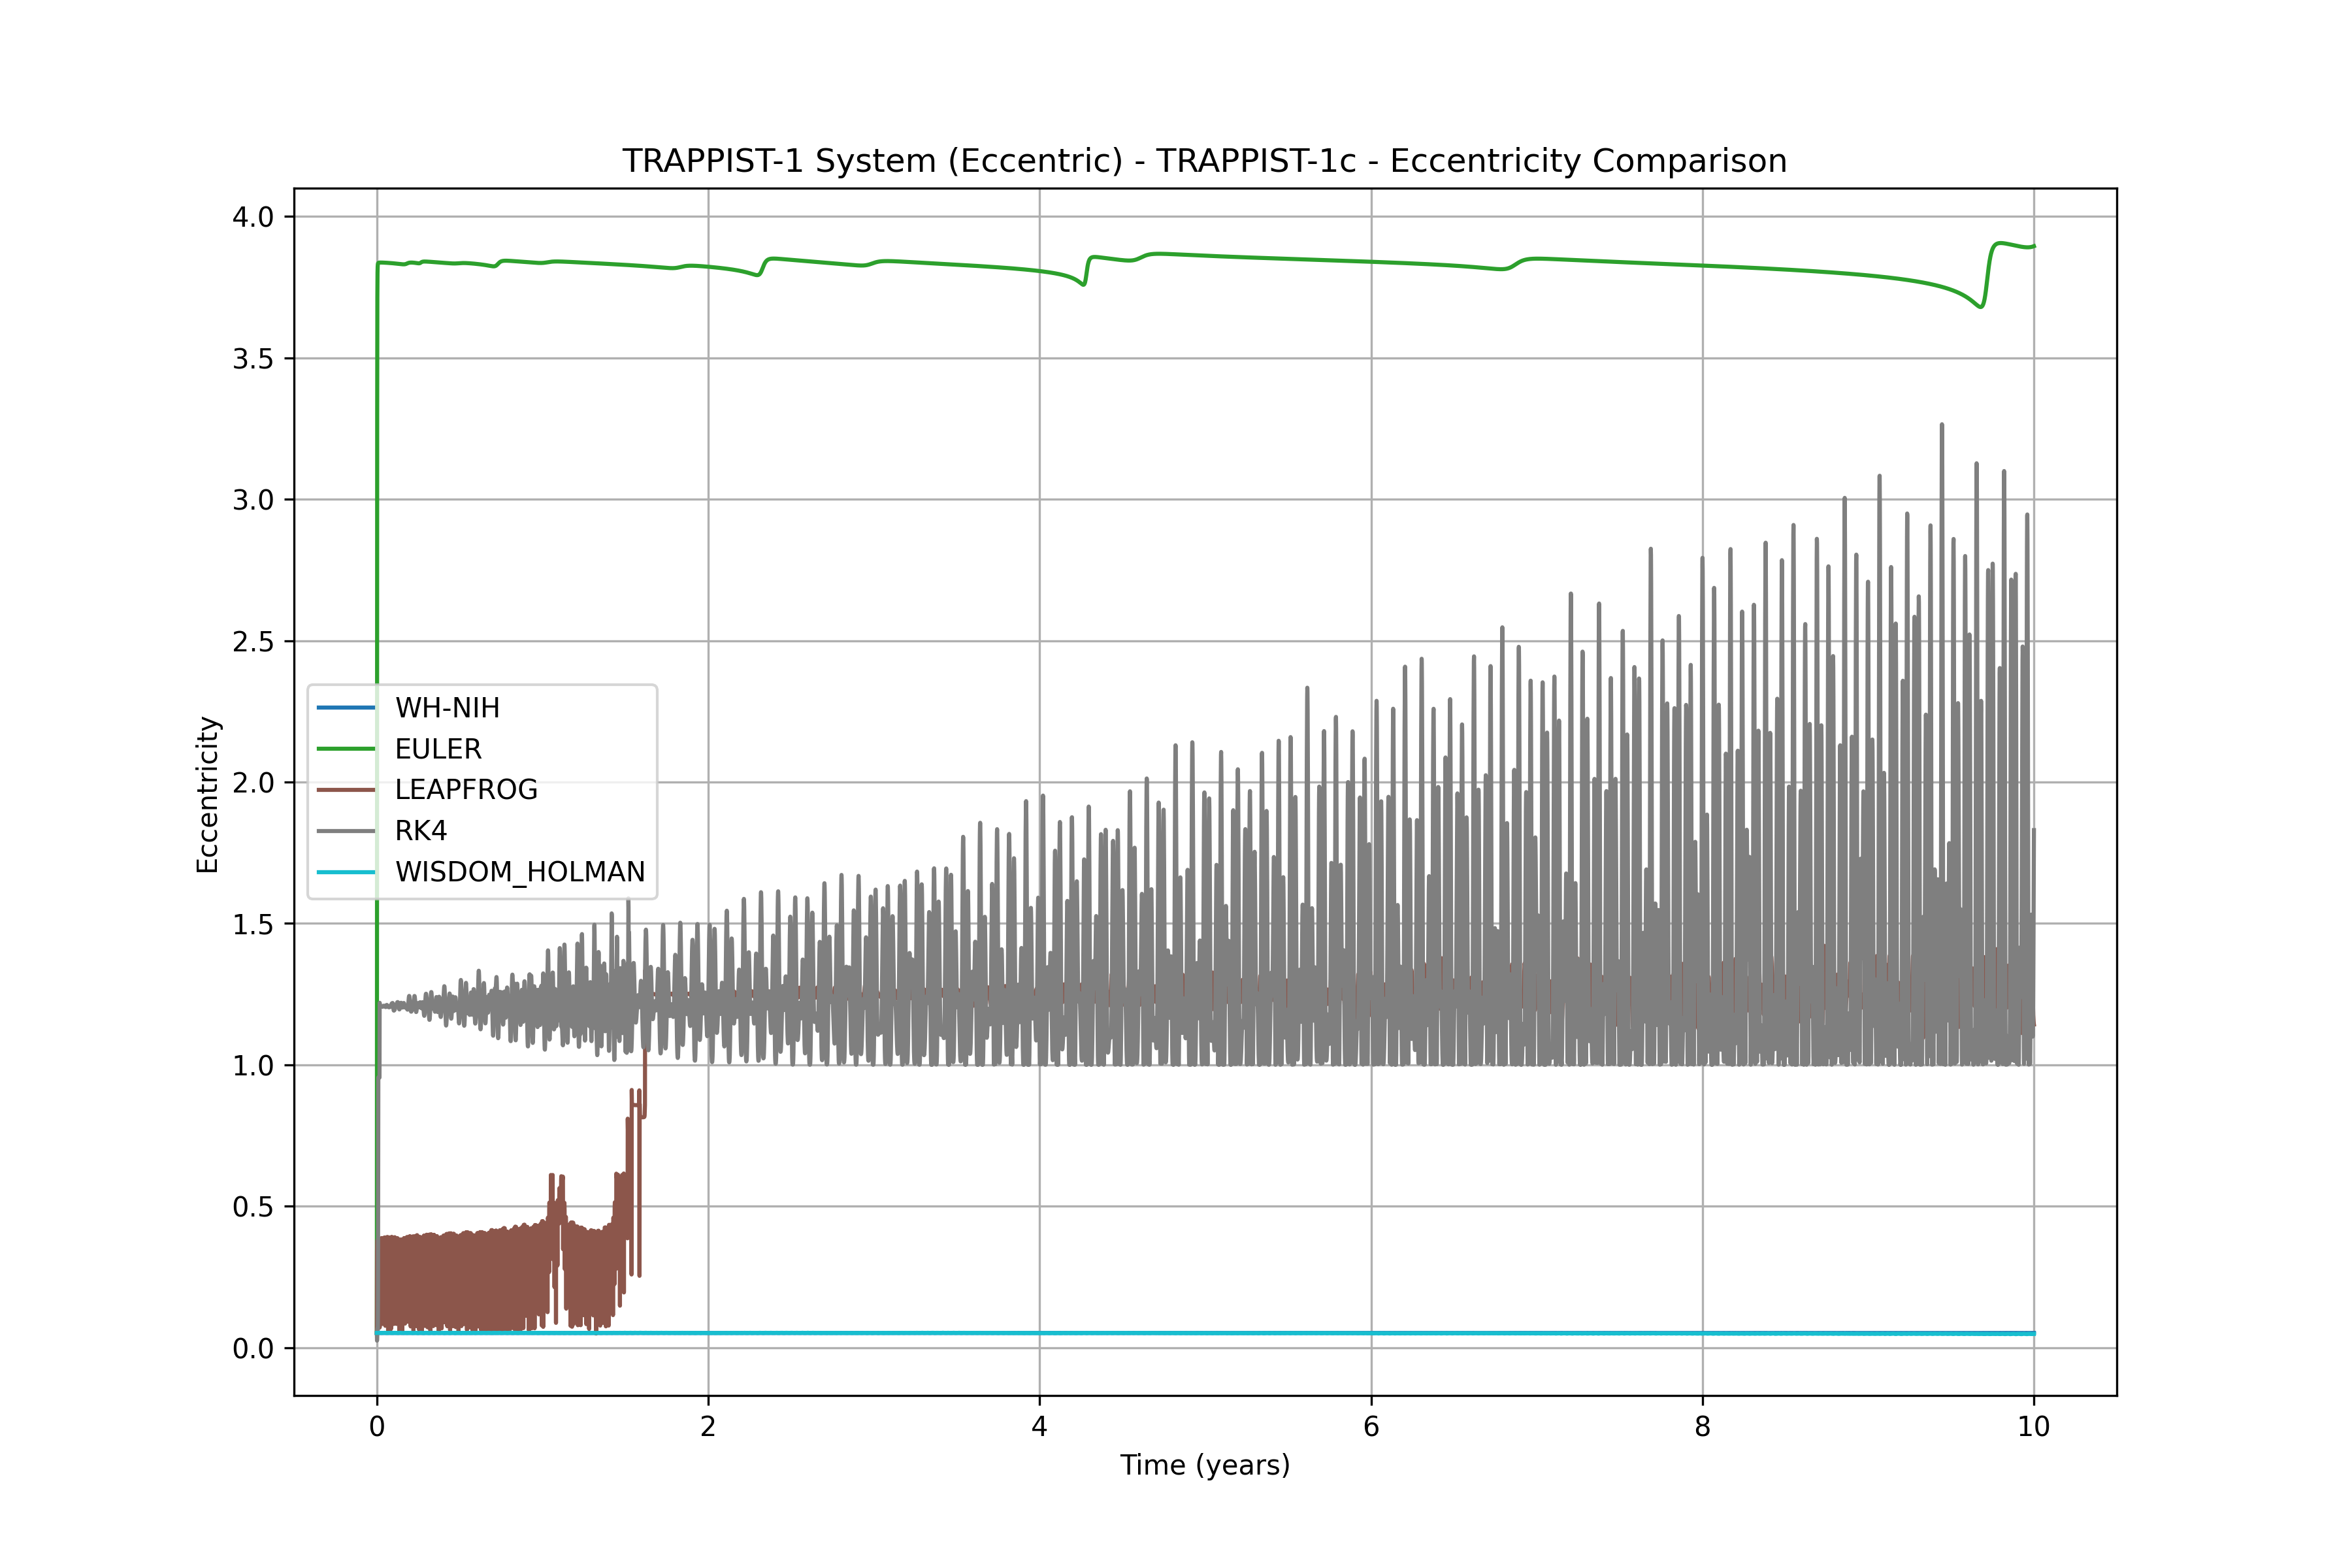 TRAPPIST-1 System (Eccentric) - TRAPPIST-1c - Eccentricity Comparison
Eccentricity
4.0
3.5
3.0
2.5
2.0
1.5
1.0
0.5
0.0
WH-NIH
EULER
LEAPFROG
RK4
WISDOM_HOLMAN
0 2 4 6 8 10
Time (years)